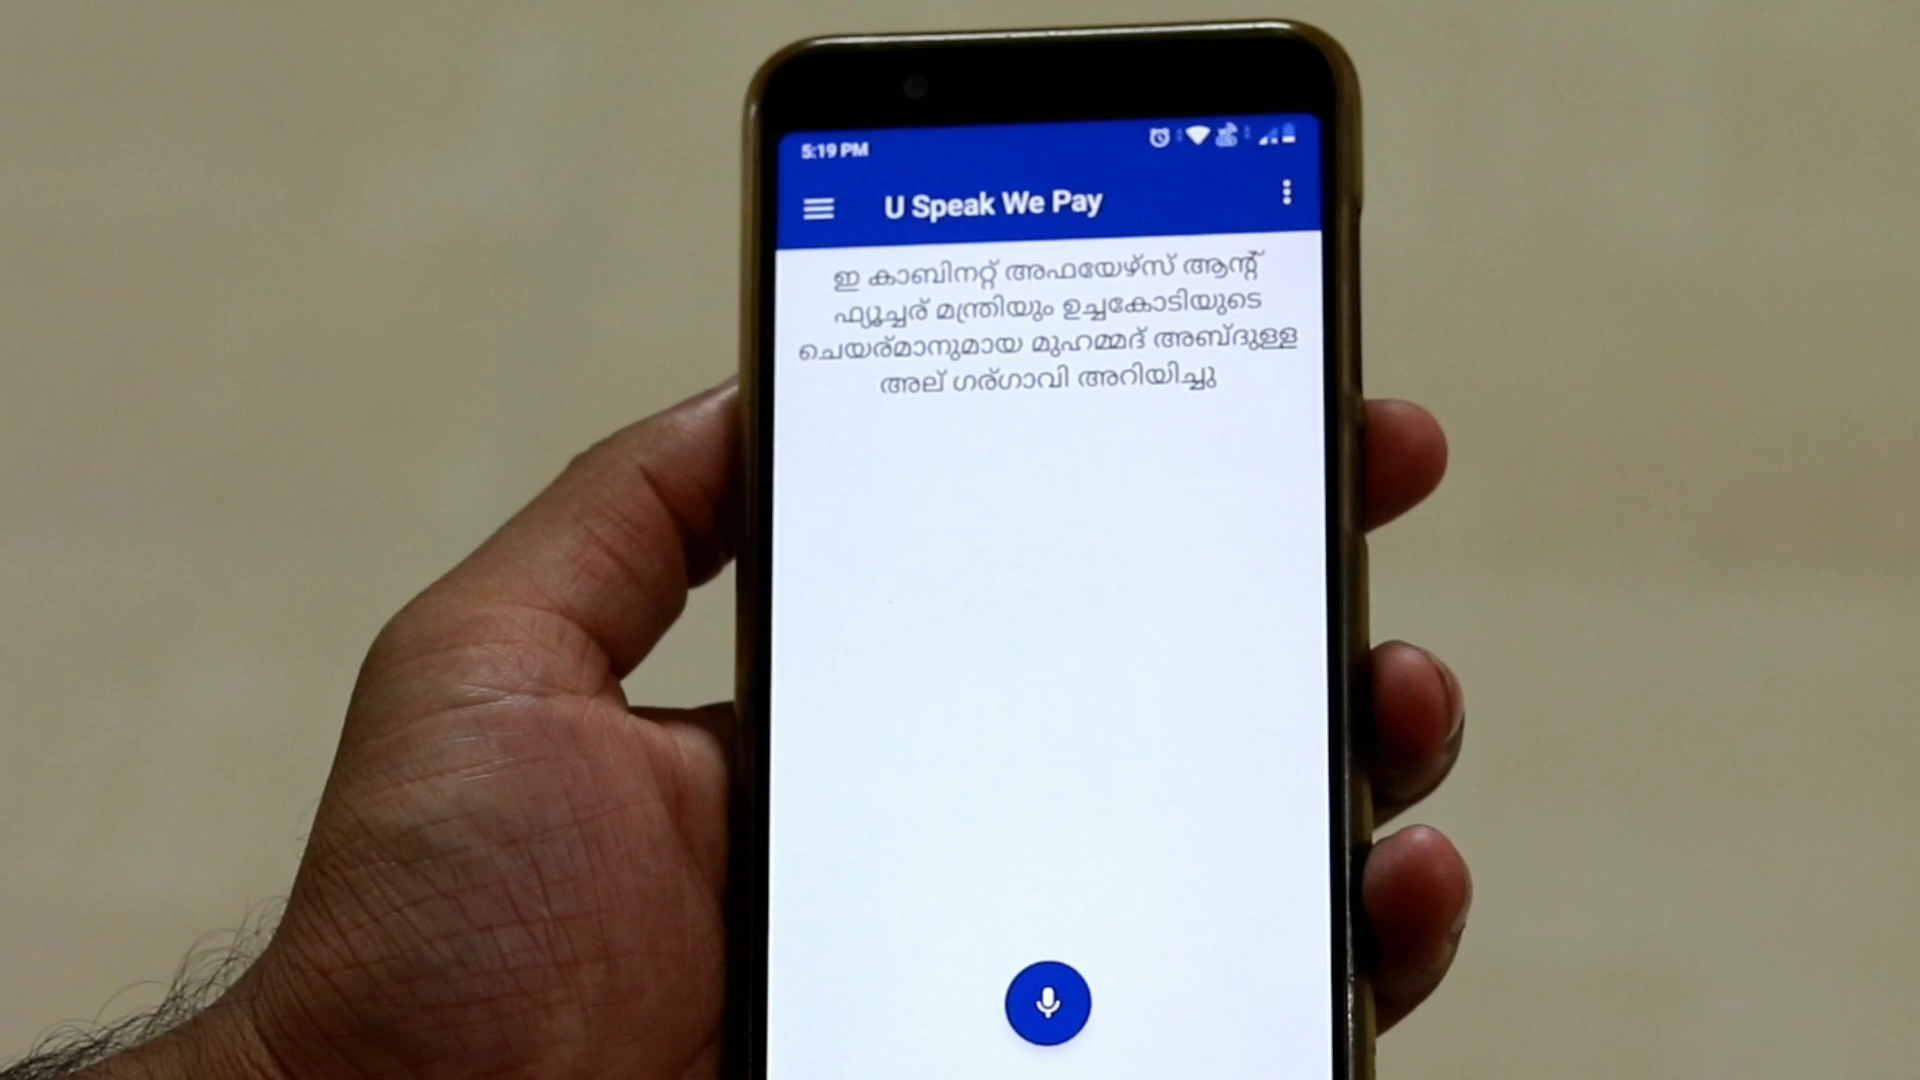 5:19 PM
U Speak We Pay
ഇ കാബിനറ്റ് അഫയേഴ്സ് ആന്റ്
ഫ്യൂച്ചര് മന്ത്രിയും ഉച്ചകോടിയുടെ
ചെയര്മാനുമായ മുഹമ്മദ് അബ്ദുള്ള
അല് ഗര്ഗാവി അറിയിച്ചു